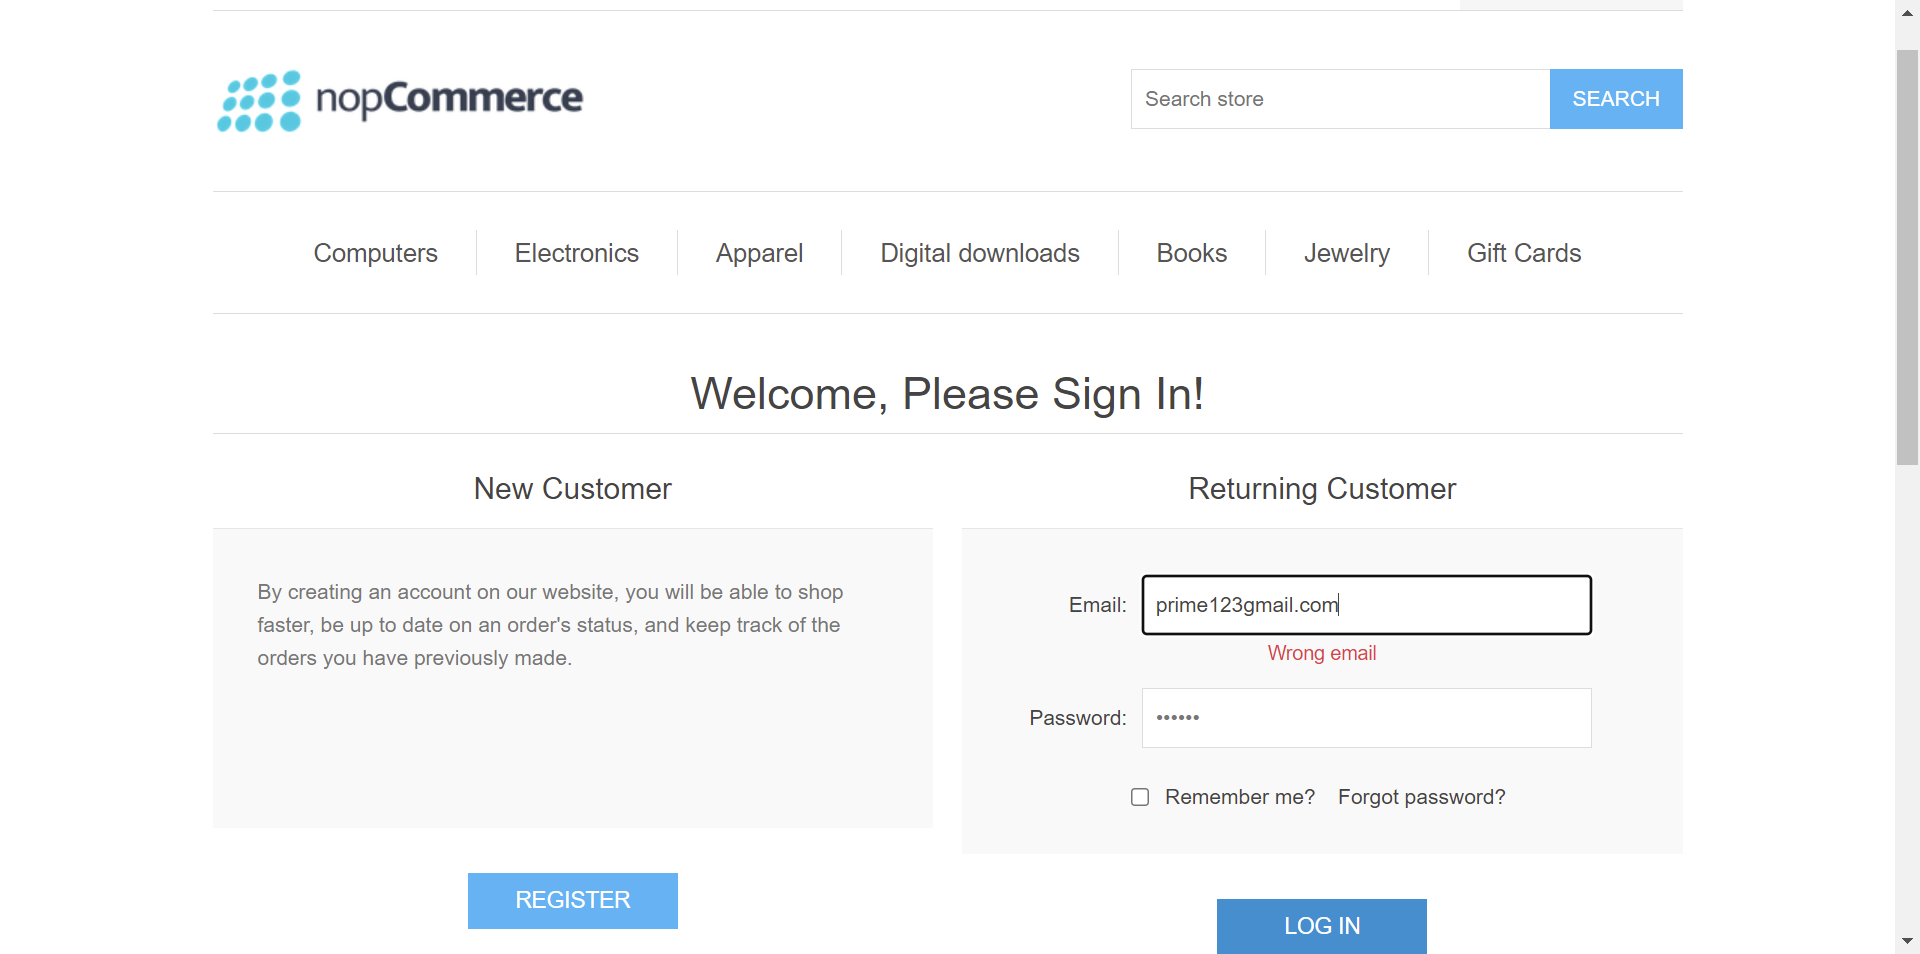 nopCommerce
Search store
SEARCH
Computers
Electronics
Apparel
Digital downloads
Books
Jewelry
Gift Cards
Welcome, Please Sign In!
New Customer
By creating an account on our website, you will be able to shop
faster, be up to date on an order's status, and keep track of the
orders you have previously made.
REGISTER
Returning Customer
Email: prime123gmail.com
Wrong email
Password: ••••••
Remember me? Forgot password?
LOG IN